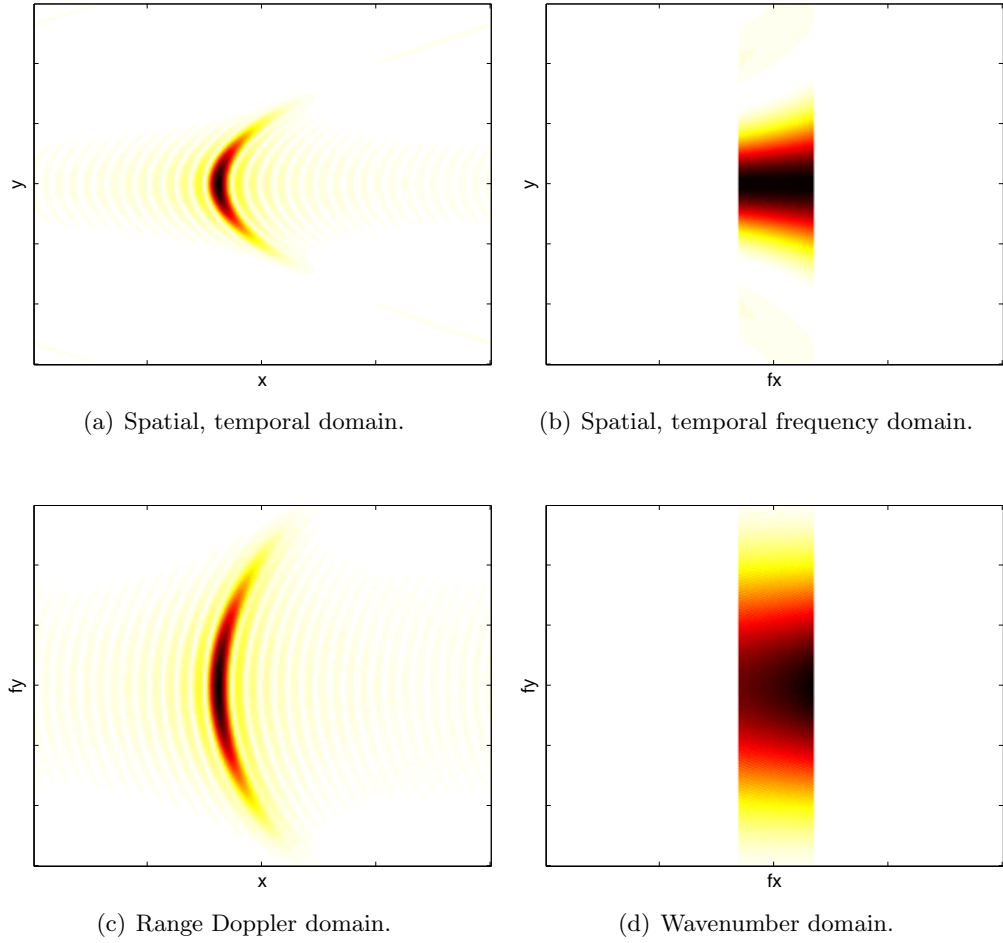 y
y
x
fx
(a) Spatial, temporal domain.
(b) Spatial, temporal frequency domain.
fy
fy
x
fx
(c) Range Doppler domain.
(d) Wavenumber domain.